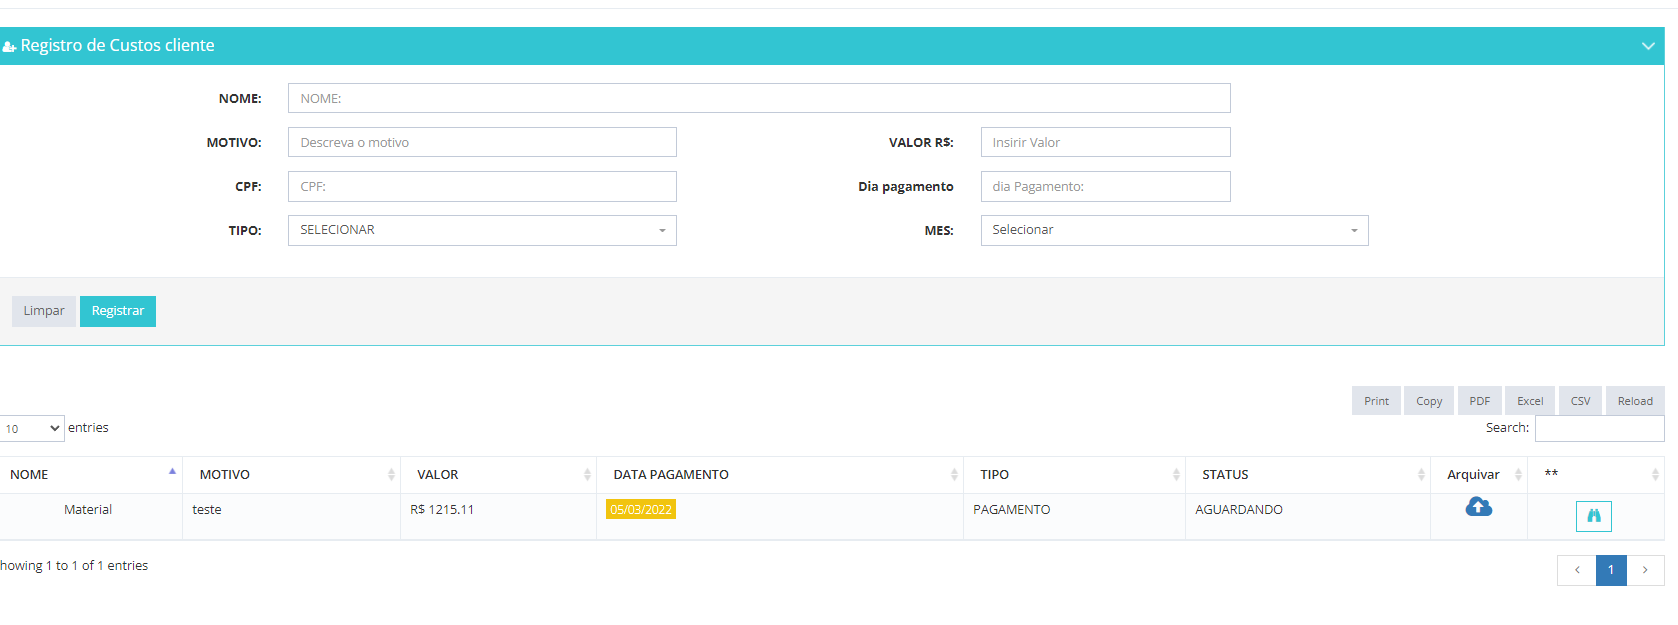 Registro de Custos cliente
NOME: NOME:
MOTIVO: Descreva o motivo VALOR R$: Insirir Valor
CPF: CPF: Dia pagamento dia Pagamento:
TIPO: SELECIONAR MES: Selecionar
Limpar Registrar
Print Copy PDF Excel CSV Reload
10 entries Search:
NOME MOTIVO VALOR DATA PAGAMENTO TIPO STATUS Arquivar **
Material teste R$ 1215.11 05/03/2022 PAGAMENTO AGUARDANDO
howing 1 to 1 of 1 entries
1